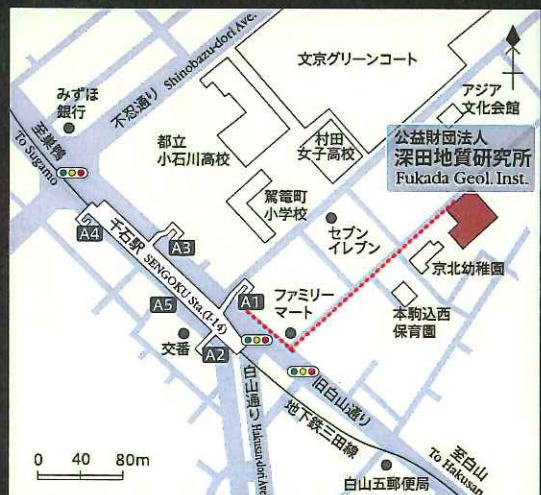 みずほ
銀行
不忍通り Shinobazu-dori Ave.
文京グリーンコート
アジア
文化会館
至巣鴨
To Sugamo
都立
小石川高校
村田
女子高校
公益財団法人
深田地質研究所
Fukada Geol. Inst.
駕籠町
小学校
セブン
イレブン
京北幼稚園
本駒込西
保育園
A4
千石駅 SENGOKU Sta.(I-14)
A3
A5
A1
A2
交番
ファミリー
マート
白山通り Hakusan-dori Ave.
旧白山通り
地下鉄三田線
至白山
To Hakusan
白山五郵便局
0 40 80m